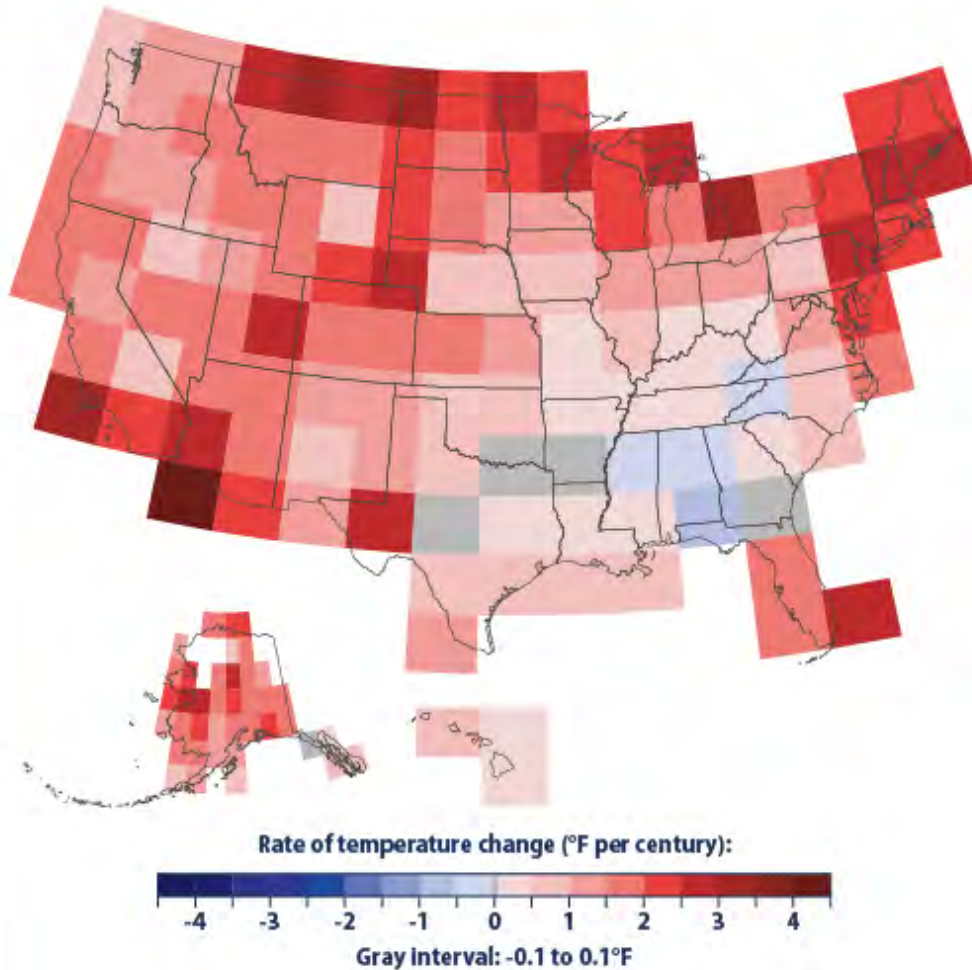 Rate of temperature change (°F per century):
-4 -3 -2 -1 0 1 2 3 4
Gray interval: -0.1 to 0.1°F